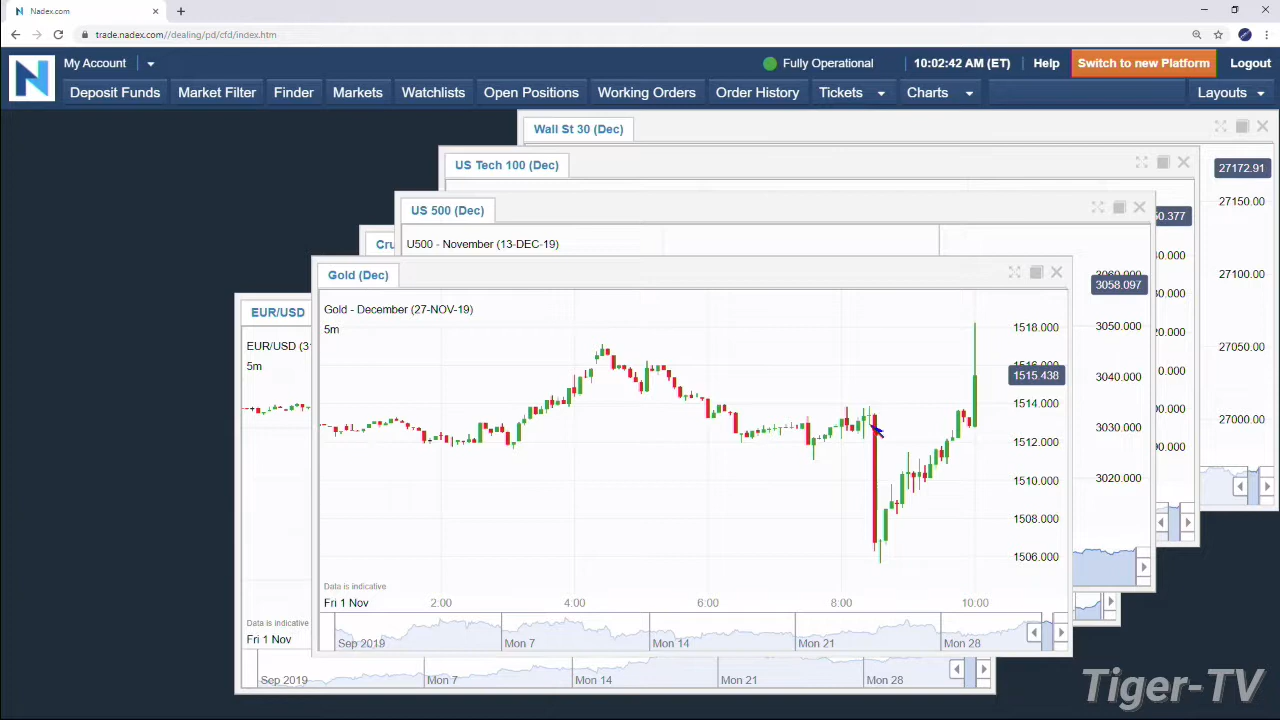 Nadex.com
trade.nadex.com//dealing/pd/cfd/index.htm
My Account
Fully Operational
10:02:42 AM (ET)
Help
Switch to new Platform
Logout
Deposit Funds
Market Filter
Finder
Markets
Watchlists
Open Positions
Working Orders
Order History
Tickets
Charts
Layouts
Wall St 30 (Dec)
27172.91
27150.00
27100.00
27050.00
27000.00
US Tech 100 (Dec)
US 500 (Dec)
U500 - November (13-DEC-19)
3058.097
3050.000
3040.000
3030.000
3020.000
Gold (Dec)
Gold - December (27-NOV-19)
5m
1518.000
1515.438
1514.000
1512.000
1510.000
1508.000
1506.000
Data is indicative
Fri 1 Nov
2:00
4:00
6:00
8:00
10:00
Sep 2019
Mon 7
Mon 14
Mon 21
Mon 28
EUR/USD
EUR/USD
5m
Data is indicative
Fri 1 Nov
Sep 2019
Mon 7
Mon 14
Mon 21
Mon 28
Tiger-TV